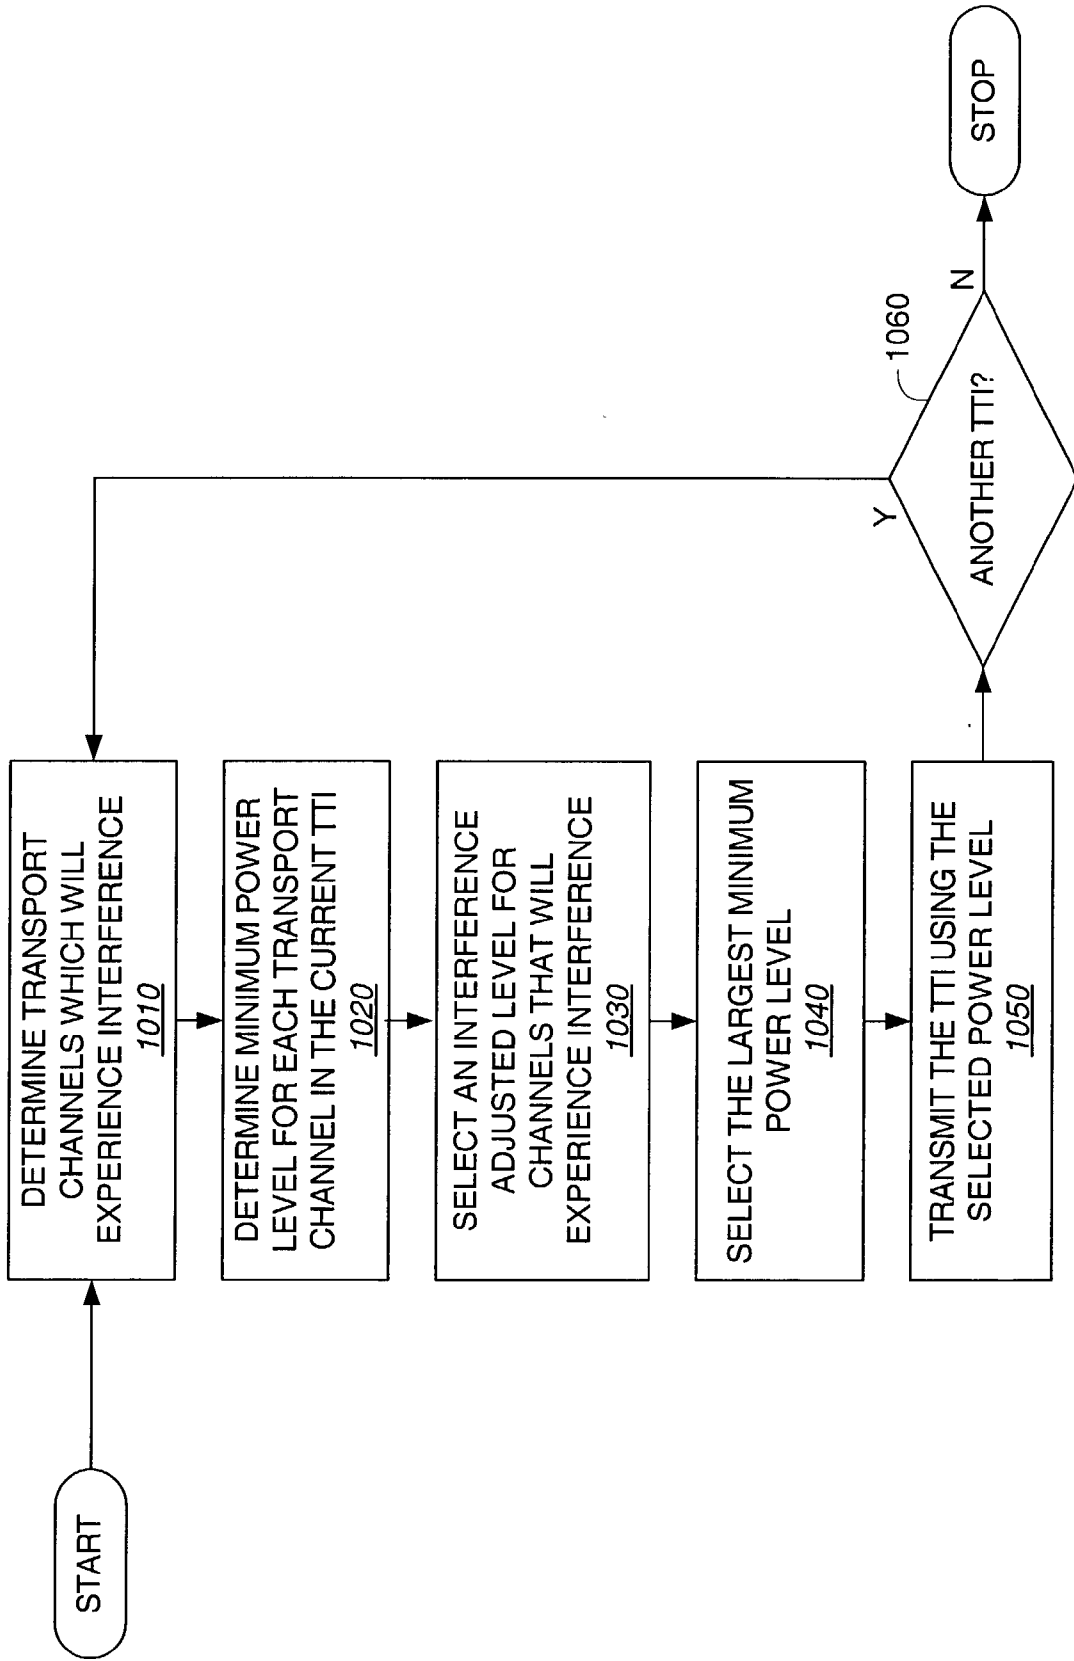 START
DETERMINE TRANSPORT
CHANNELS WHICH WILL
EXPERIENCE INTERFERENCE
1010
DETERMINE MINIMUM POWER
LEVEL FOR EACH TRANSPORT
CHANNEL IN THE CURRENT TTI
1020
SELECT AN INTERFERENCE
ADJUSTED LEVEL FOR
CHANNELS THAT WILL
EXPERIENCE INTERFERENCE
1030
SELECT THE LARGEST MINIMUM
POWER LEVEL
1040
TRANSMIT THE TTI USING THE
SELECTED POWER LEVEL
1050
ANOTHER TTI?
1060
Y
N
STOP